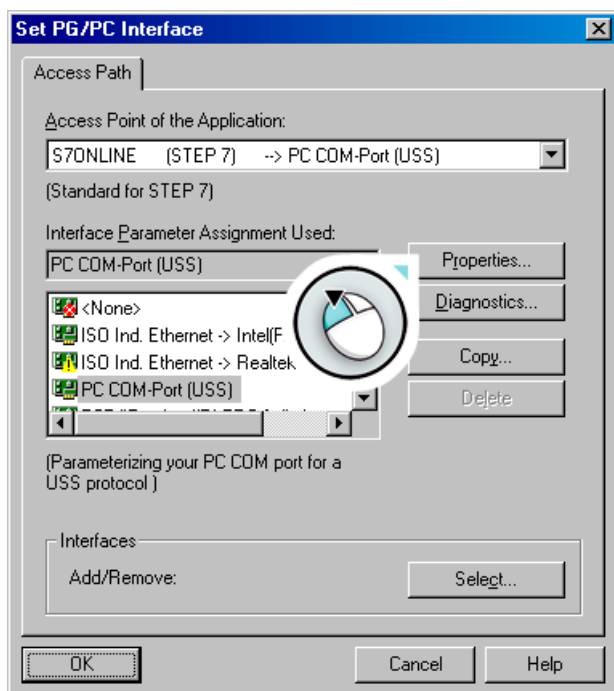 Set PG/PC Interface
Access Path
Access Point of the Application:
S7ONLINE (STEP 7) --> PC COM-Port (USS)
(Standard for STEP 7)
Interface Parameter Assignment Used:
PC COM-Port (USS)
Properties...
Diagnostics...
Copy...
Delete
<None>
ISO Ind. Ethernet -> Intel(F
ISO Ind. Ethernet -> Realtek
PC COM-Port (USS)
(Parameterizing your PC COM port for a
USS protocol )
Interfaces
Add/Remove:
Select...
OK
Cancel
Help